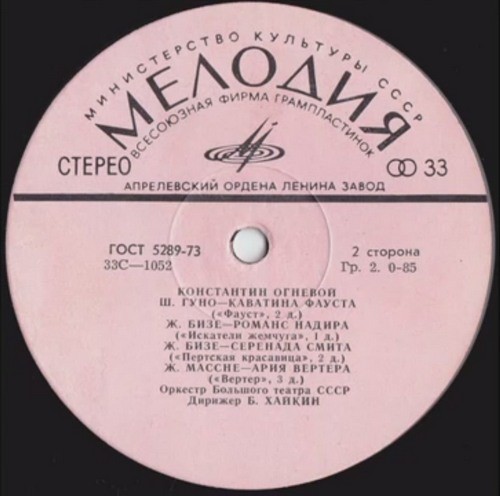 МИНИСТЕРСТВО КУЛЬТУРЫ СССР
МЕЛОДИЯ
ВСЕСОЮЗНАЯ ФИРМА ГРАМПЛАСТИНОК
СТЕРЕО 33
АПРЕЛЕВСКИЙ ОРДЕНА ЛЕНИНА ЗАВОД
ГОСТ 5289-73 2 сторона
33С—1052 Гр. 2. 0-85
КОНСТАНТИН ОГНЕВОЙ
Ш. ГУНО—КАВАТИНА ФАУСТА
(«Фауст», 2 д.)
Ж. БИЗЕ—РОМАНС НАДИРА
(«Искатели жемчуга», 1 д.)
Ж. БИЗЕ—СЕРЕНАДА СМИТА
(«Пертская красавица», 2 д.)
Ж. МАССНЕ—АРИЯ ВЕРТЕРА
(«Вертер», 3 д.)
Оркестр Большого театра СССР
Дирижер Б. ХАЙКИН